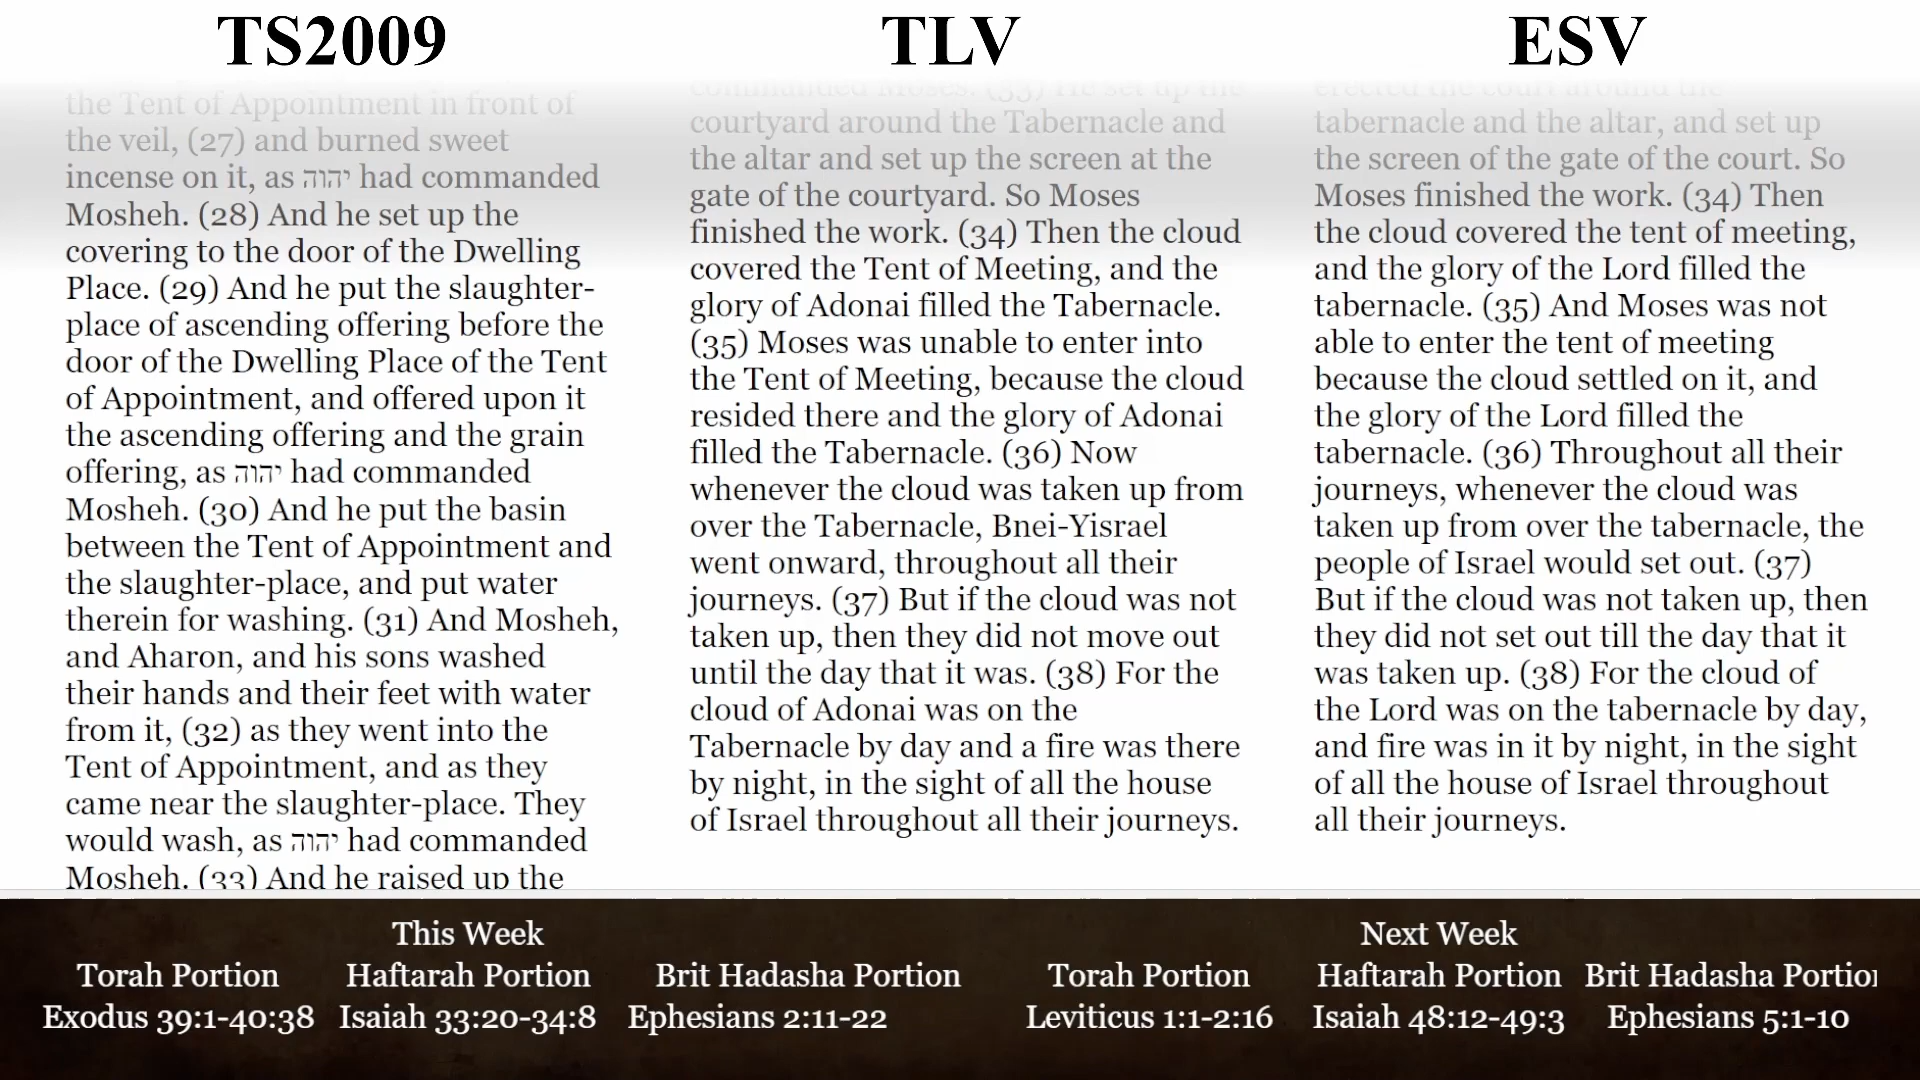 TS2009
the Tent of Appointment in front of
the veil, (27) and burned sweet
incense on it, as יהוה had commanded
Mosheh. (28) And he set up the
covering to the door of the Dwelling
Place. (29) And he put the slaughter-
place of ascending offering before the
door of the Dwelling Place of the Tent
of Appointment, and offered upon it
the ascending offering and the grain
offering, as יהוה had commanded
Mosheh. (30) And he put the basin
between the Tent of Appointment and
the slaughter-place, and put water
therein for washing. (31) And Mosheh,
and Aharon, and his sons washed
their hands and their feet with water
from it, (32) as they went into the
Tent of Appointment, and as they
came near the slaughter-place. They
would wash, as יהוה had commanded
Mosheh. (33) And he raised up the
TLV
commanded Moses. (33) He set up the
courtyard around the Tabernacle and
the altar and set up the screen at the
gate of the courtyard. So Moses
finished the work. (34) Then the cloud
covered the Tent of Meeting, and the
glory of Adonai filled the Tabernacle.
(35) Moses was unable to enter into
the Tent of Meeting, because the cloud
resided there and the glory of Adonai
filled the Tabernacle. (36) Now
whenever the cloud was taken up from
over the Tabernacle, Bnei-Yisrael
went onward, throughout all their
journeys. (37) But if the cloud was not
taken up, then they did not move out
until the day that it was. (38) For the
cloud of Adonai was on the
Tabernacle by day and a fire was there
by night, in the sight of all the house
of Israel throughout all their journeys.
ESV
erected the court around the
tabernacle and the altar, and set up
the screen of the gate of the court. So
Moses finished the work. (34) Then
the cloud covered the tent of meeting,
and the glory of the Lord filled the
tabernacle. (35) And Moses was not
able to enter the tent of meeting
because the cloud settled on it, and
the glory of the Lord filled the
tabernacle. (36) Throughout all their
journeys, whenever the cloud was
taken up from over the tabernacle, the
people of Israel would set out. (37)
But if the cloud was not taken up, then
they did not set out till the day that it
was taken up. (38) For the cloud of
the Lord was on the tabernacle by day,
and fire was in it by night, in the sight
of all the house of Israel throughout
all their journeys.
This Week
Torah Portion Haftarah Portion Brit Hadasha Portion
Exodus 39:1-40:38 Isaiah 33:20-34:8 Ephesians 2:11-22
Next Week
Torah Portion Haftarah Portion Brit Hadasha Portion
Leviticus 1:1-2:16 Isaiah 48:12-49:3 Ephesians 5:1-10